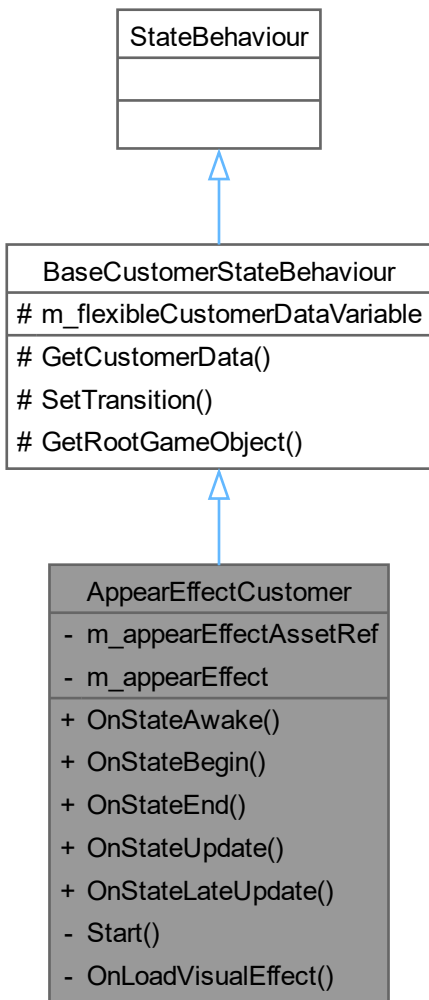 StateBehaviour
BaseCustomerStateBehaviour
# m_flexibleCustomerDataVariable
# GetCustomerData()
# SetTransition()
# GetRootGameObject()
AppearEffectCustomer
- m_appearEffectAssetRef
- m_appearEffect
+ OnStateAwake()
+ OnStateBegin()
+ OnStateEnd()
+ OnStateUpdate()
+ OnStateLateUpdate()
- Start()
- OnLoadVisualEffect()